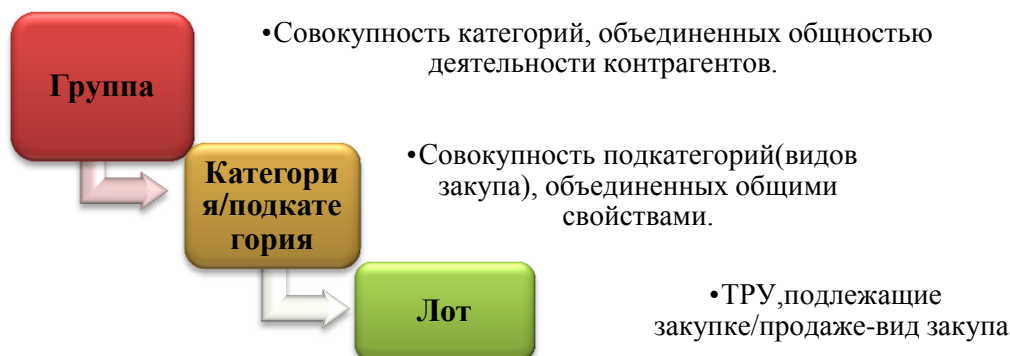 •Совокупность категорий, объединенных общностью
деятельности контрагентов.
Группа
•Совокупность подкатегорий(видов
закупа), объединенных общими
свойствами.
Категори
я/подкате
гория
•ТРУ,подлежащие
закупке/продаже-вид закупа
Лот